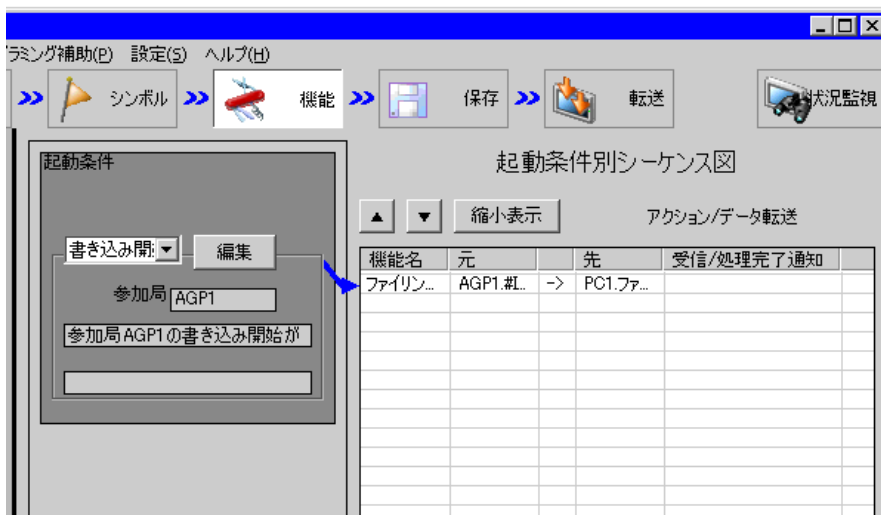 ラミング補助(P) 設定(S) ヘルプ(H)
シンボル 機能 保存 転送 状況監視
起動条件
書き込み開 編集
参加局 AGP1
参加局AGP1の書き込み開始が
起動条件別シーケンス図
縮小表示 アクション/データ転送
機能名 元 先 受信/処理完了通知
ファイリン... AGP1.#I... -> PC1.ファ...